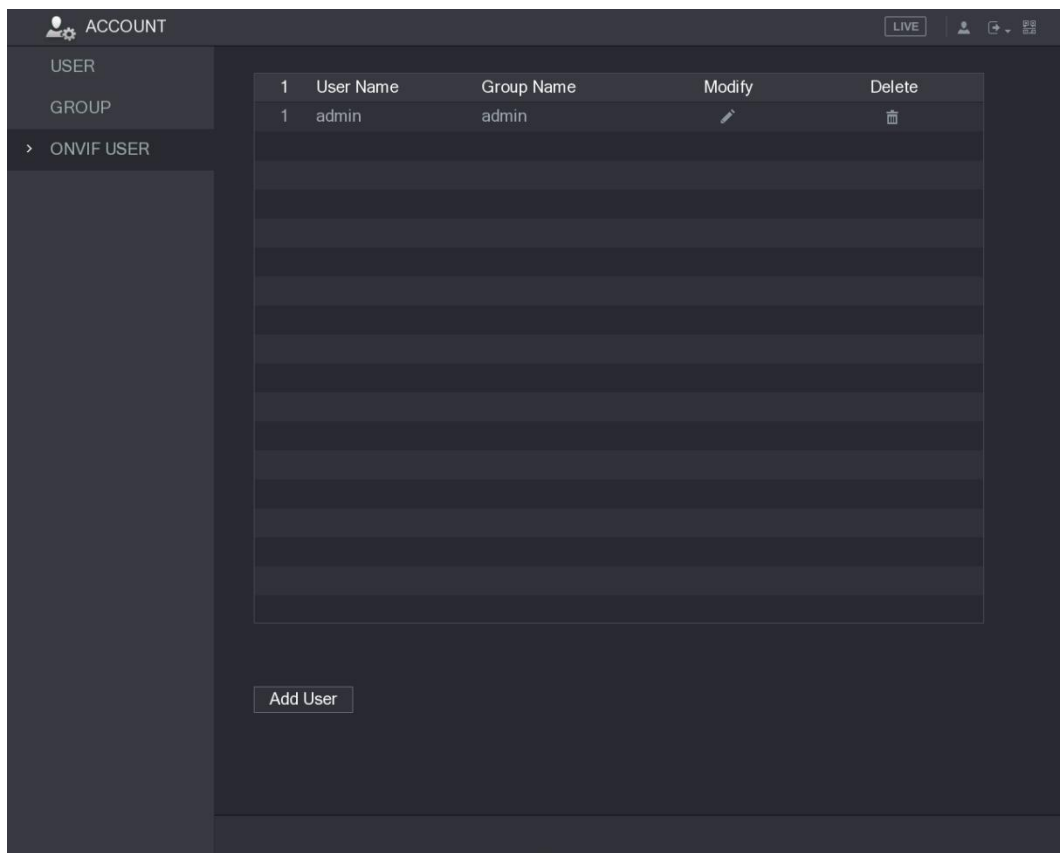 ACCOUNT LIVE
USER
GROUP
ONVIF USER
1 User Name Group Name Modify Delete
1 admin admin
Add User